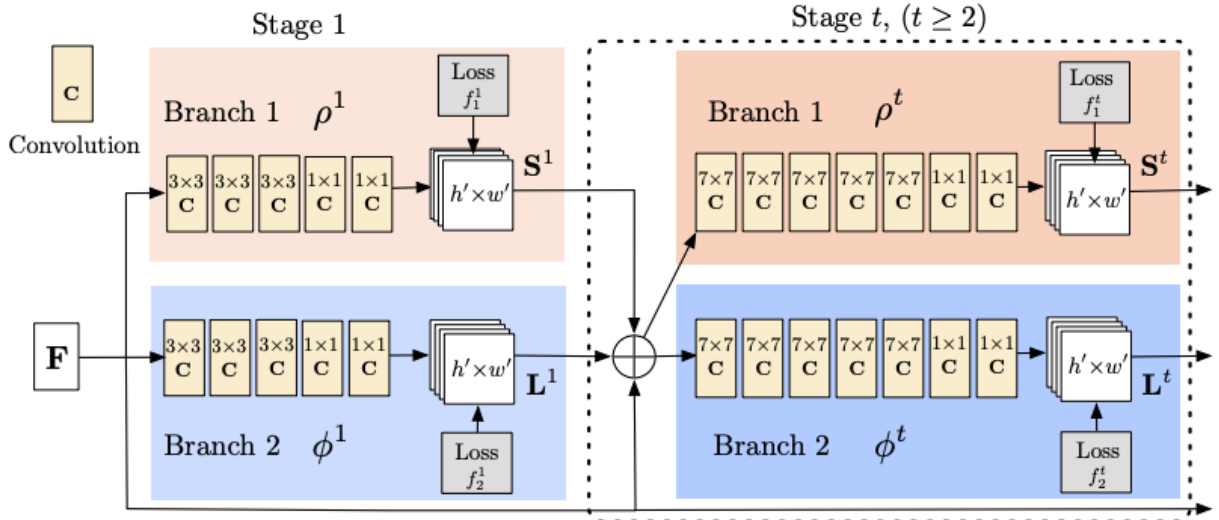 Stage 1
Stage t, (t ≥ 2)
C
Convolution
Branch 1 ρ¹
Loss
f₁¹
3×3 3×3 3×3 1×1 1×1
C C C C C
h′×w′
S¹
Branch 1 ρᵗ
Loss
f₁ᵗ
7×7 7×7 7×7 7×7 7×7 1×1 1×1
C C C C C C C
h′×w′
Sᵗ
F
3×3 3×3 3×3 1×1 1×1
C C C C C
h′×w′
L¹
Branch 2 ϕ¹
Loss
f₂¹
7×7 7×7 7×7 7×7 7×7 1×1 1×1
C C C C C C C
h′×w′
Lᵗ
Branch 2 ϕᵗ
Loss
f₂ᵗ